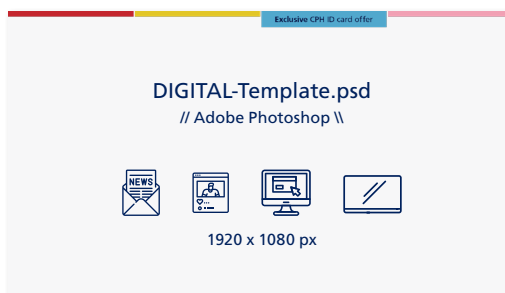 Exclusive CPH ID card offer
DIGITAL-Template.psd
// Adobe Photoshop \\
NEWS
1920 x 1080 px